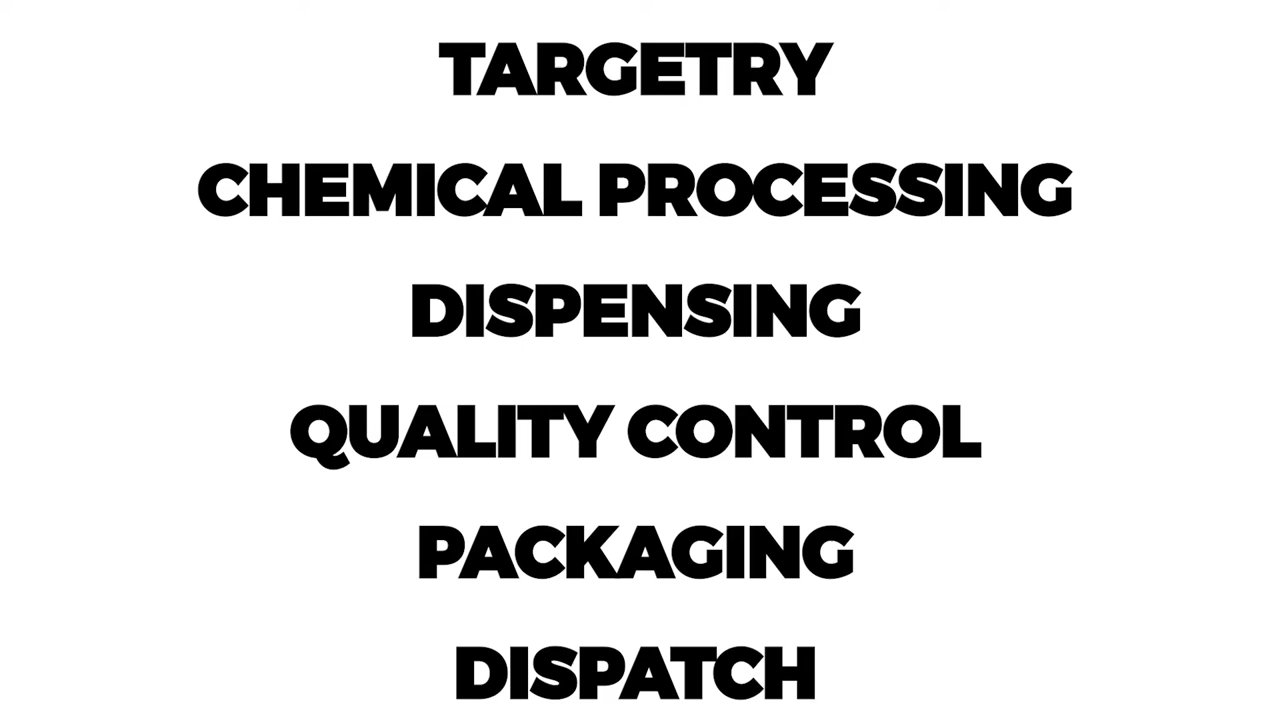 TARGETRY
CHEMICAL PROCESSING
DISPENSING
QUALITY CONTROL
PACKAGING
DISPATCH